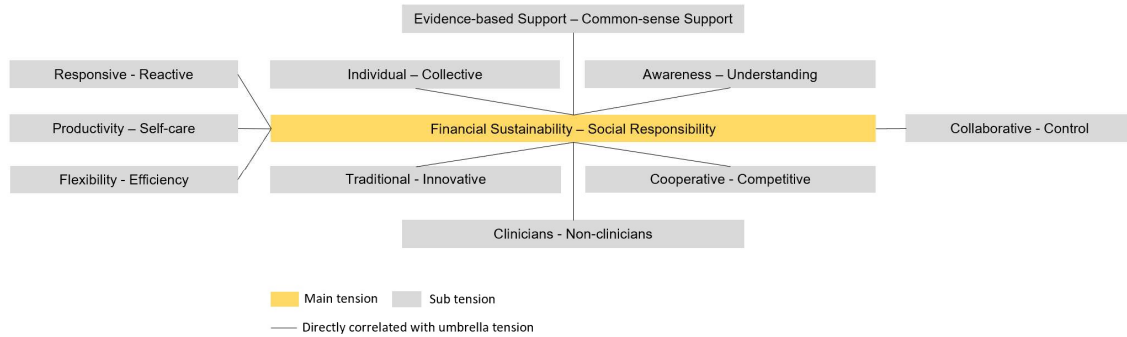 Evidence-based Support – Common-sense Support
Responsive - Reactive
Individual – Collective
Awareness – Understanding
Productivity – Self-care
Financial Sustainability – Social Responsibility
Collaborative - Control
Flexibility - Efficiency
Traditional - Innovative
Cooperative - Competitive
Clinicians - Non-clinicians
Main tension
Sub tension
Directly correlated with umbrella tension